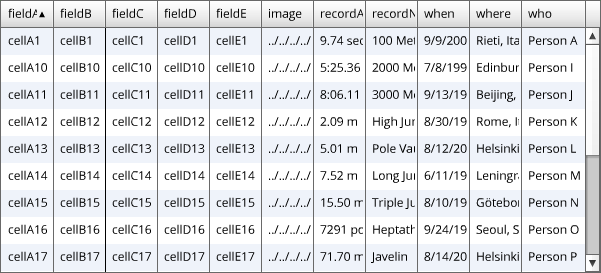 fieldA▲ fieldB fieldC fieldD fieldE image recordA recordN when where who
cellA1 cellB1 cellC1 cellD1 cellE1 ../../../../ 9.74 sec 100 Met 9/9/200 Rieti, Ita Person A
cellA10 cellB10 cellC10 cellD10 cellE10 ../../../../ 5:25.36 2000 Me 7/8/199 Edinbur Person I
cellA11 cellB11 cellC11 cellD11 cellE11 ../../../../ 8:06.11 3000 Me 9/13/19 Beijing, Person J
cellA12 cellB12 cellC12 cellD12 cellE12 ../../../../ 2.09 m High Jun 8/30/19 Rome, It Person K
cellA13 cellB13 cellC13 cellD13 cellE13 ../../../../ 5.01 m Pole Vau 8/12/20 Helsinki Person L
cellA14 cellB14 cellC14 cellD14 cellE14 ../../../../ 7.52 m Long Jun 6/11/19 Leningra Person M
cellA15 cellB15 cellC15 cellD15 cellE15 ../../../../ 15.50 m Triple Ju 8/10/19 Götebor Person N
cellA16 cellB16 cellC16 cellD16 cellE16 ../../../../ 7291 po Heptath 9/24/19 Seoul, S Person O
cellA17 cellB17 cellC17 cellD17 cellE17 ../../../../ 71.70 m Javelin 8/14/20 Helsinki Person P